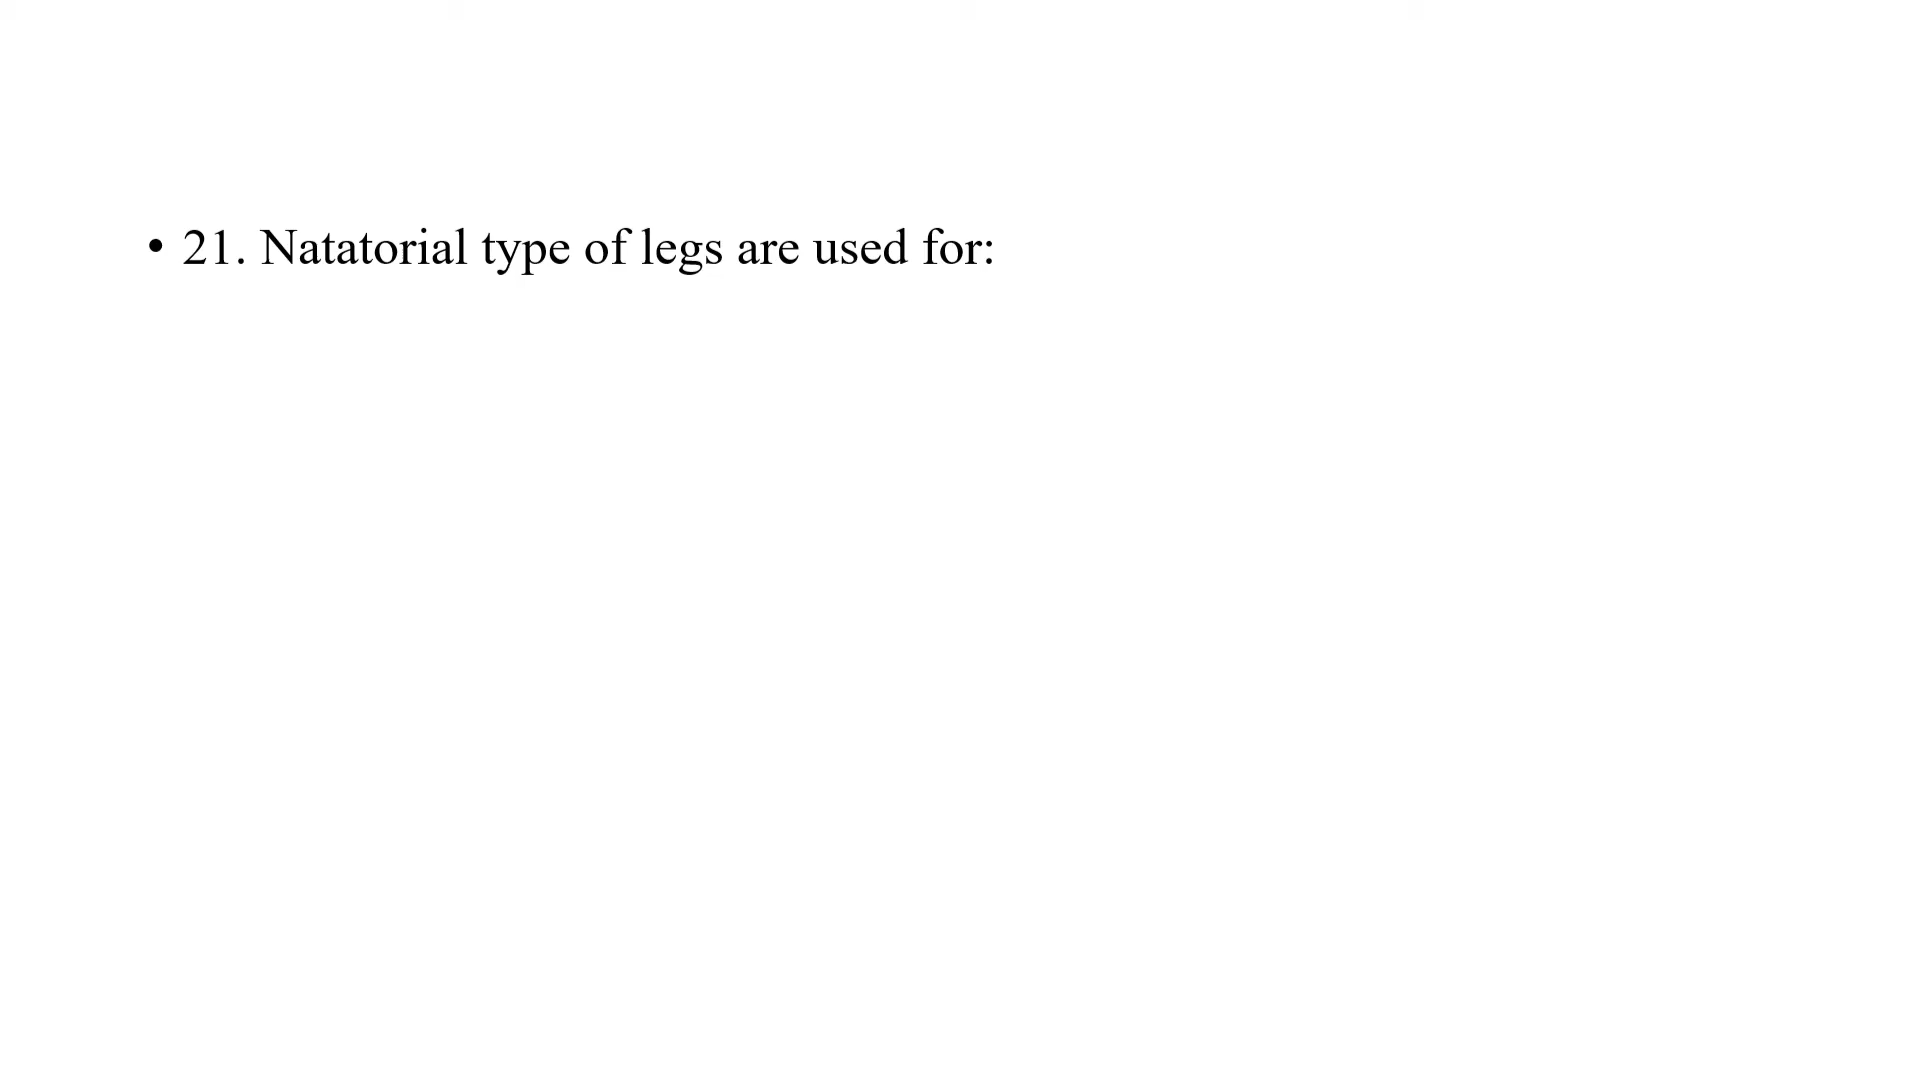 • 21. Natatorial type of legs are used for: